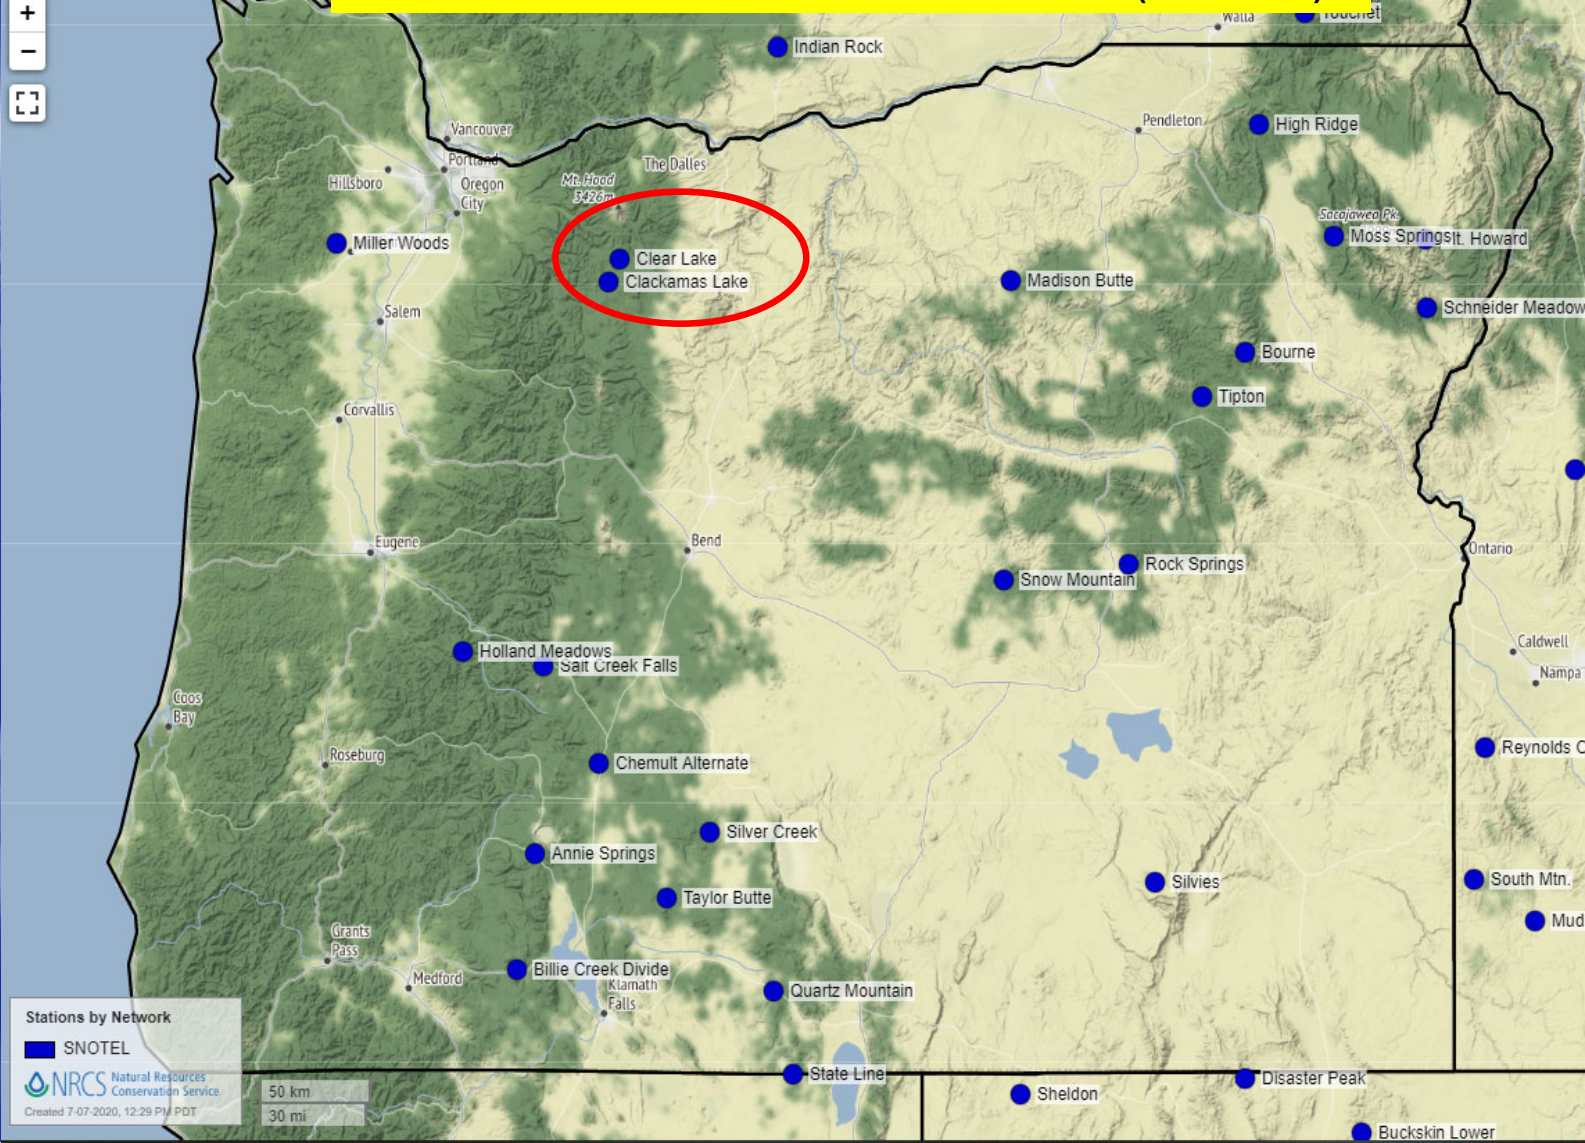 +
−
Walla
Touchet
Indian Rock
Vancouver
Pendleton
High Ridge
Portland
The Dalles
Hillsboro
Oregon
City
Mt. Hood
3426m
Sacajawea Pk.
Miller Woods
Moss Springs
Mt. Howard
Clear Lake
Clackamas Lake
Madison Butte
Schneider Meadow
Salem
Bourne
Tipton
Corvallis
Eugene
Bend
Ontario
Rock Springs
Snow Mountain
Caldwell
Holland Meadows
Salt Creek Falls
Nampa
Coos
Bay
Roseburg
Reynolds C
Chemult Alternate
Silver Creek
Annie Springs
Silvies
South Mtn.
Taylor Butte
Mud
Grants
Pass
Billie Creek Divide
Medford
Klamath
Falls
Quartz Mountain
Stations by Network
SNOTEL
State Line
Disaster Peak
NRCS Natural Resources
Conservation Service
Sheldon
50 km
Created 7-07-2020, 12:29 PM PDT
30 mi
Buckskin Lower